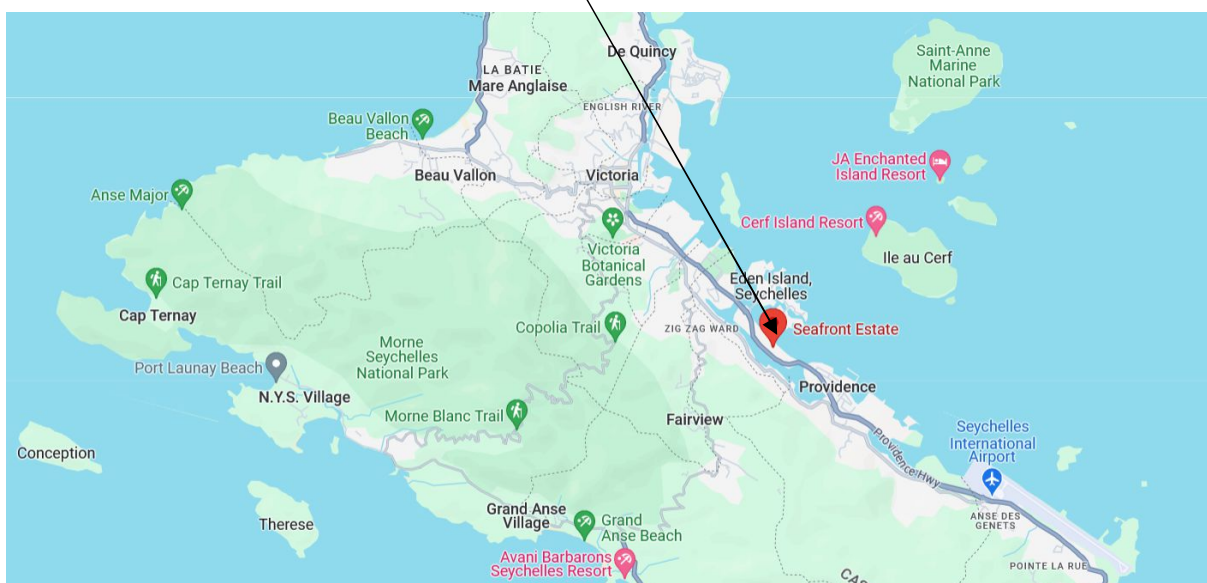 De Quincy
Saint-Anne
Marine
National Park
LA BATIE
Mare Anglaise
ENGLISH RIVER
Beau Vallon
Beach
JA Enchanted
Island Resort
Beau Vallon
Victoria
Anse Major
Cerf Island Resort
Victoria
Botanical
Gardens
Ile au Cerf
Cap Ternay Trail
Eden Island,
Seychelles
Cap Ternay
Copolia Trail
ZIG ZAG WARD
Seafront Estate
Morne
Seychelles
National Park
Port Launay Beach
N.Y.S. Village
Providence
Morne Blanc Trail
Fairview
Conception
Seychelles
International
Airport
Providence Hwy
Grand Anse
Village
Grand
Anse Beach
Therese
ANSE DES
GENETS
Avani Barbarons
Seychelles Resort
POINTE LA RUE